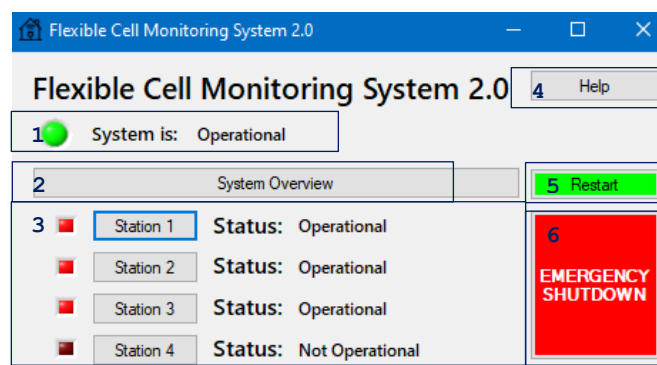 Flexible Cell Monitoring System 2.0
Flexible Cell Monitoring System 2.0
4 Help
1 System is: Operational
2 System Overview
5 Restart
3 Station 1 Status: Operational
Station 2 Status: Operational
Station 3 Status: Operational
Station 4 Status: Not Operational
6
EMERGENCY
SHUTDOWN